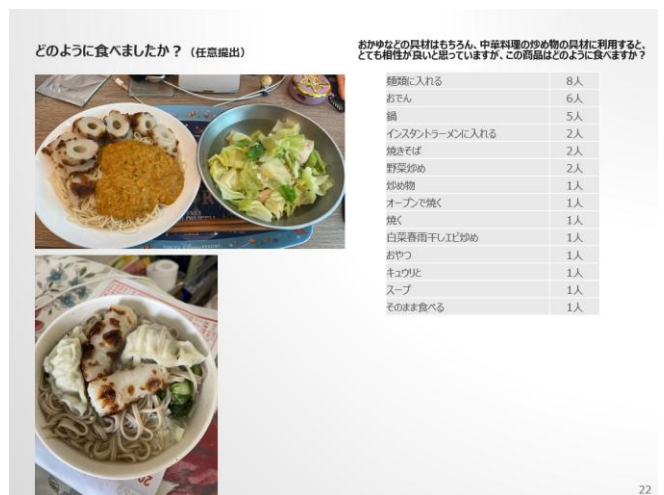 どのように食べましたか？（任意提出）
おかゆなどの具材はもちろん、中華料理の炒め物の具材に利用すると、
とても相性が良いと思っていますが、この商品はどのように食べますか？
麺類に入れる 8人
おでん 6人
鍋 5人
インスタントラーメンに入れる 2人
焼きそば 2人
野菜炒め 2人
炒め物 1人
オーブンで焼く 1人
焼く 1人
白菜春雨干しエビ炒め 1人
おやつ 1人
キュウリと 1人
スープ 1人
そのまま食べる 1人
22